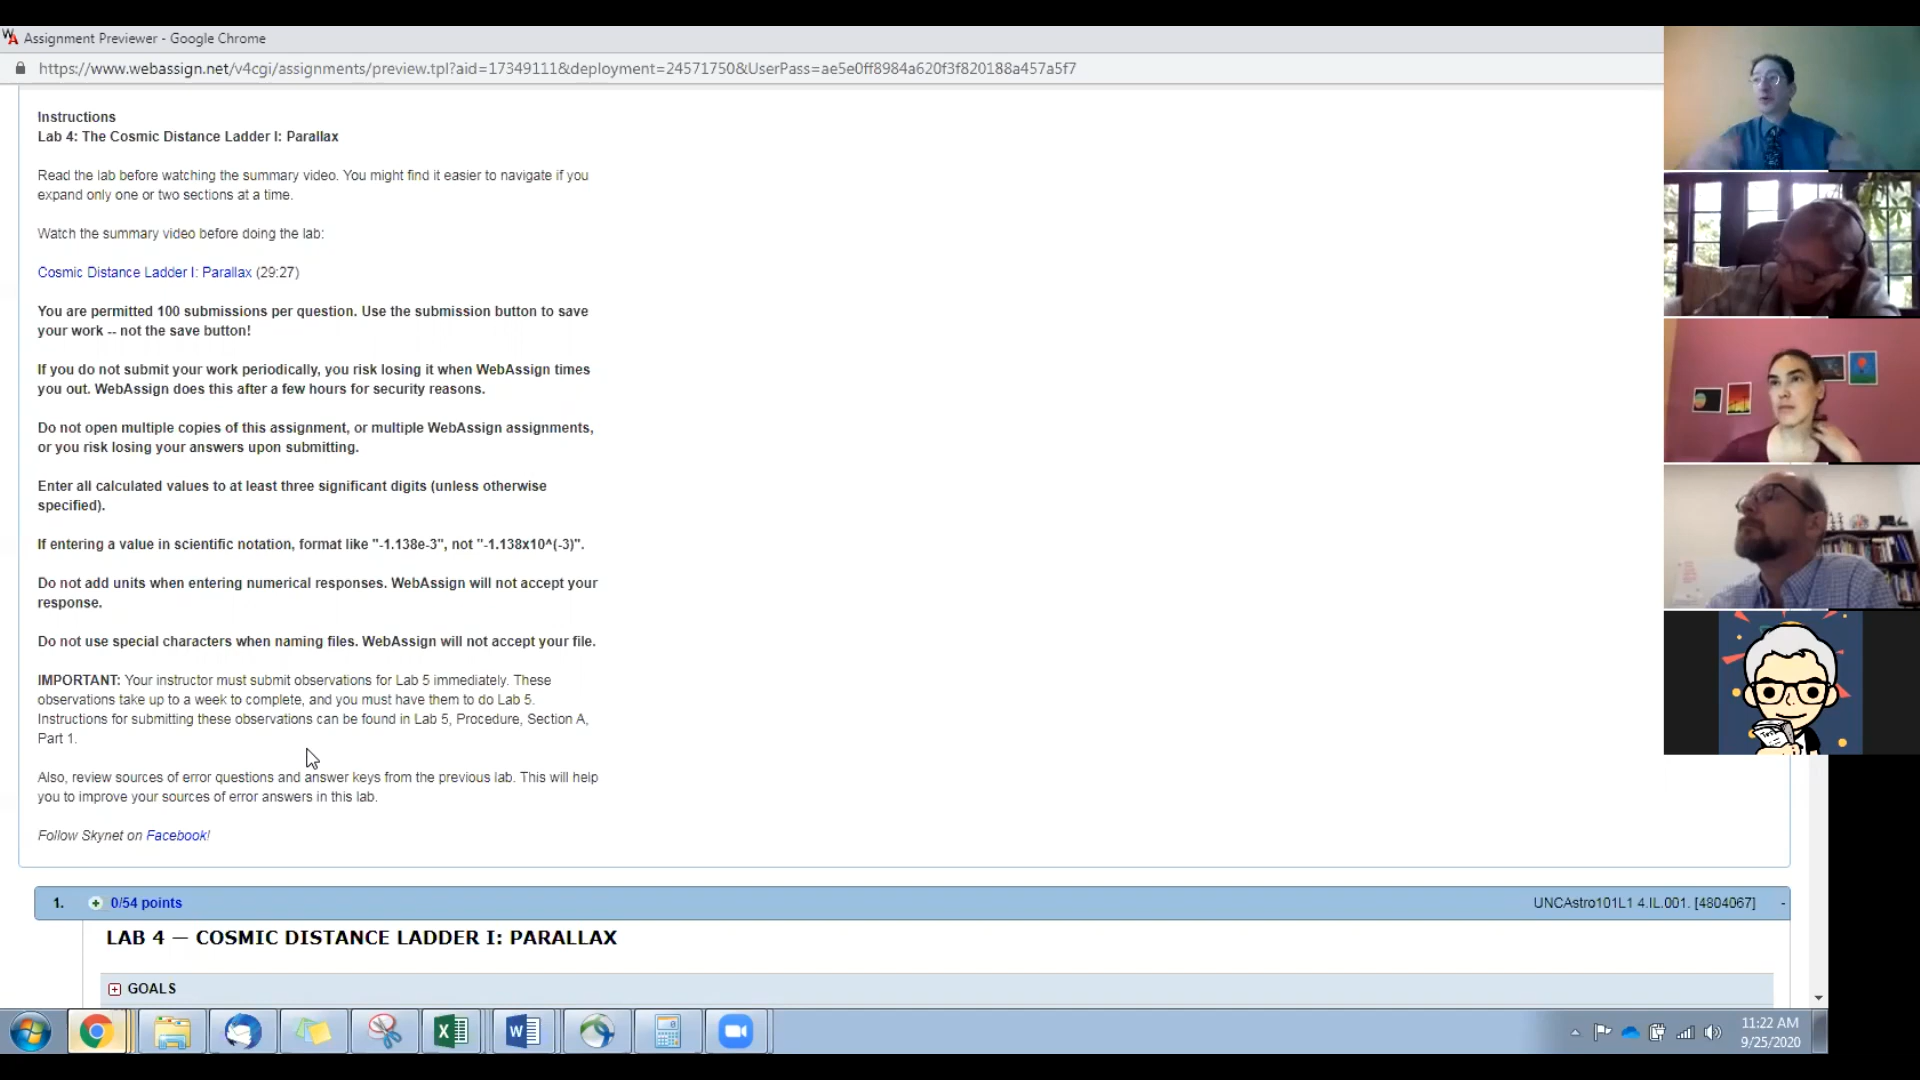 Assignment Previewer - Google Chrome
https://www.webassign.net/v4cgi/assignments/preview.tpl?aid=17349111&deployment=24571750&UserPass=ae5e0ff8984a620f3f820188a457a5f7
Instructions
Lab 4: The Cosmic Distance Ladder I: Parallax
Read the lab before watching the summary video. You might find it easier to navigate if you
expand only one or two sections at a time.
Watch the summary video before doing the lab:
Cosmic Distance Ladder I: Parallax (29:27)
You are permitted 100 submissions per question. Use the submission button to save
your work -- not the save button!
If you do not submit your work periodically, you risk losing it when WebAssign times
you out. WebAssign does this after a few hours for security reasons.
Do not open multiple copies of this assignment, or multiple WebAssign assignments,
or you risk losing your answers upon submitting.
Enter all calculated values to at least three significant digits (unless otherwise
specified).
If entering a value in scientific notation, format like "-1.138e-3", not "-1.138x10^(-3)".
Do not add units when entering numerical responses. WebAssign will not accept your
response.
Do not use special characters when naming files. WebAssign will not accept your file.
IMPORTANT: Your instructor must submit observations for Lab 5 immediately. These
observations take up to a week to complete, and you must have them to do Lab 5.
Instructions for submitting these observations can be found in Lab 5, Procedure, Section A,
Part 1.
Also, review sources of error questions and answer keys from the previous lab. This will help
you to improve your sources of error answers in this lab.
Follow Skynet on Facebook!
1. + 0/54 points UNCAstro101L1 4.IL.001. [4804067] -
LAB 4 — COSMIC DISTANCE LADDER I: PARALLAX
+ GOALS
11:22 AM
9/25/2020